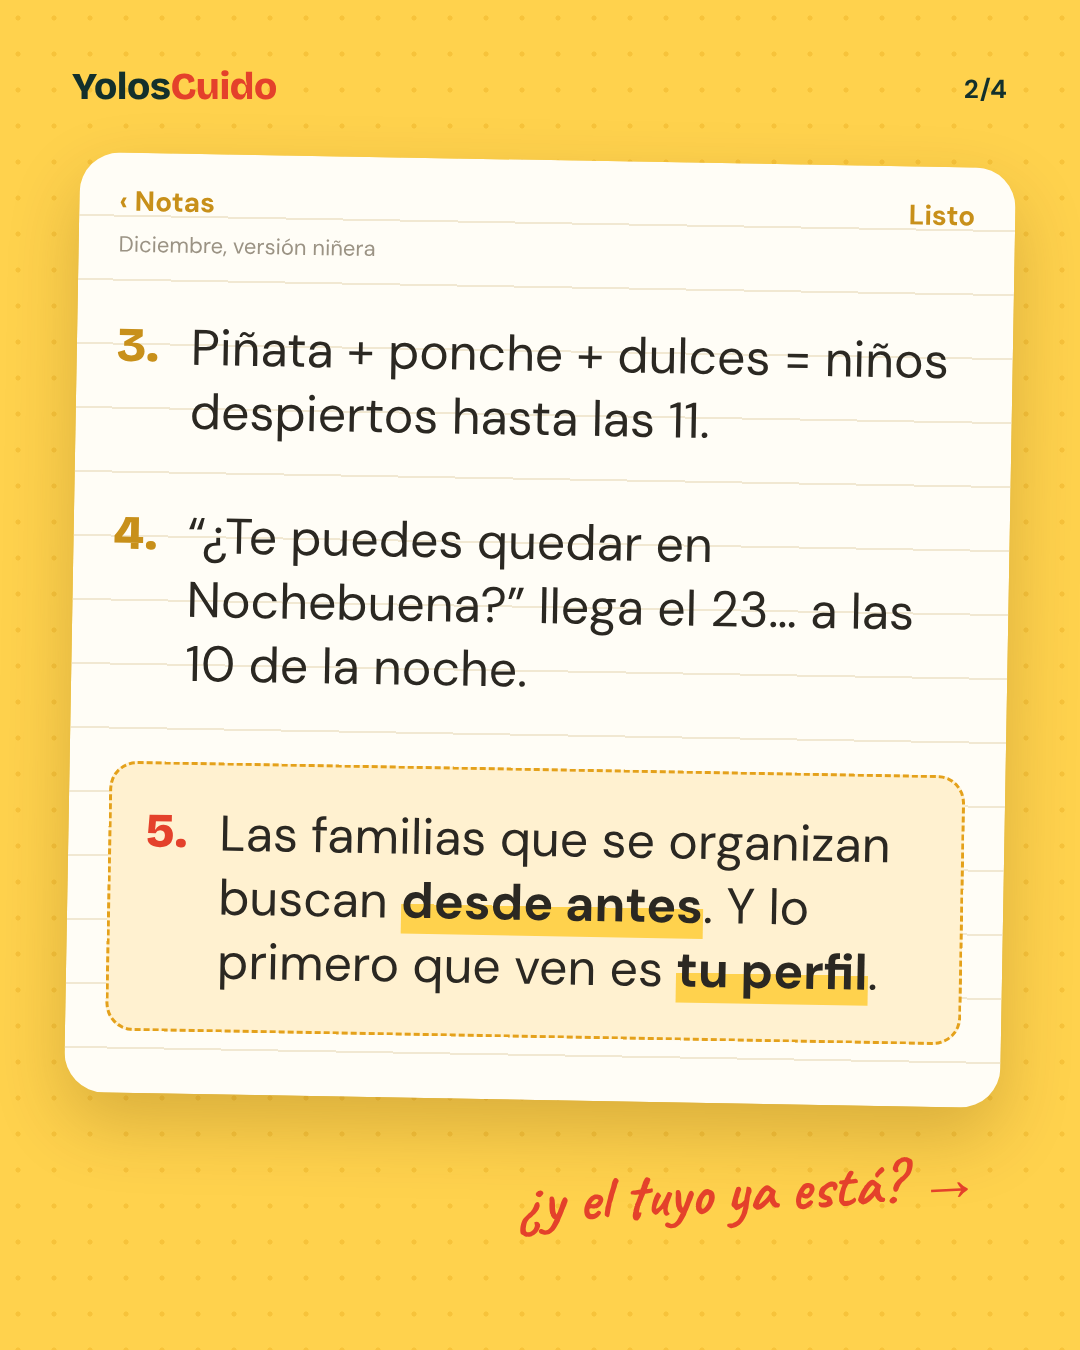 YolosCuido
2/4
‹ Notas
Listo
Diciembre, versión niñera
3. Piñata + ponche + dulces = niños
despiertos hasta las 11.
4. “¿Te puedes quedar en
Nochebuena?” llega el 23... a las
10 de la noche.
5. Las familias que se organizan
buscan desde antes. Y lo
primero que ven es tu perfil.
¿y el tuyo ya está? →